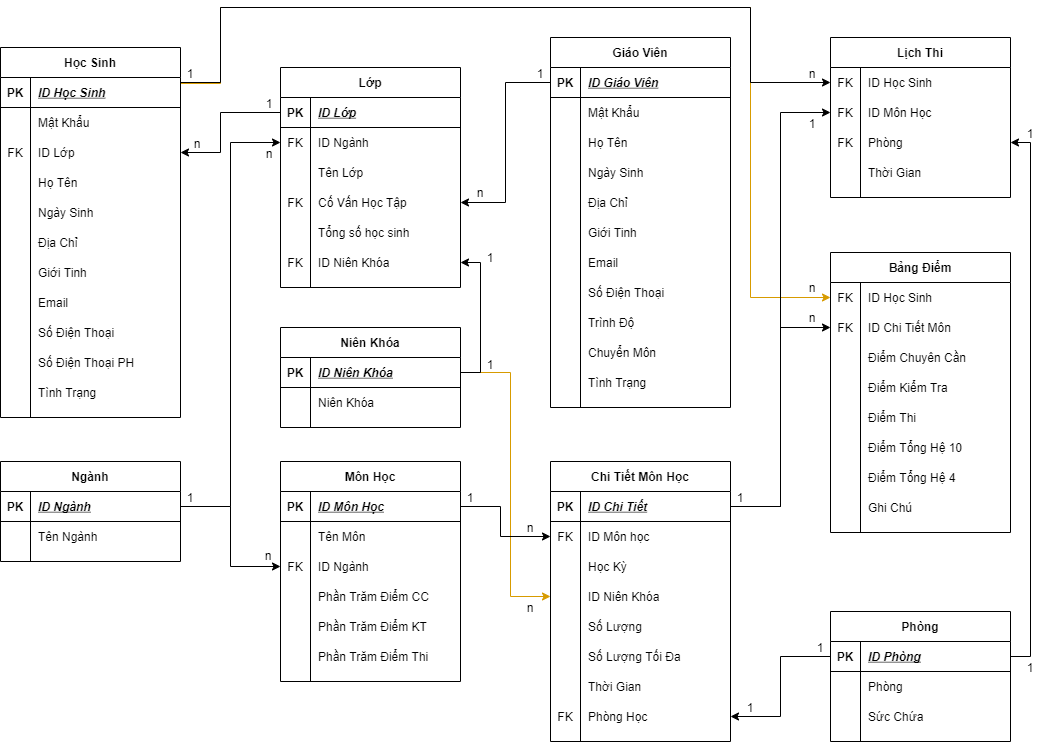 Học Sinh
PK ID Học Sinh
Mật Khẩu
FK ID Lớp
Họ Tên
Ngày Sinh
Địa Chỉ
Giới Tinh
Email
Số Điện Thoại
Số Điện Thoại PH
Tình Trạng
1
n
1
n
Lớp
PK ID Lớp
FK ID Ngành
Tên Lớp
FK Cố Vấn Học Tập
Tổng số học sinh
FK ID Niên Khóa
1
n
1
Giáo Viên
PK ID Giáo Viên
Mật Khẩu
Họ Tên
Ngày Sinh
Địa Chỉ
Giới Tinh
Email
Số Điện Thoại
Trình Độ
Chuyển Môn
Tình Trạng
Lịch Thi
n
FK ID Học Sinh
FK ID Môn Học
1
FK Phòng
Thời Gian
1
Bảng Điểm
n
FK ID Học Sinh
n
FK ID Chi Tiết Môn
Điểm Chuyên Cần
Điểm Kiểm Tra
Điểm Thi
Điểm Tổng Hệ 10
Điểm Tổng Hệ 4
Ghi Chú
Niên Khóa
PK ID Niên Khóa
Niên Khóa
1
Ngành
PK ID Ngành
Tên Ngành
1
n
Môn Học
PK ID Môn Học
Tên Môn
FK ID Ngành
Phần Trăm Điểm CC
Phần Trăm Điểm KT
Phần Trăm Điểm Thi
1
n
n
Chi Tiết Môn Học
PK ID Chi Tiết
FK ID Môn học
Học Kỳ
ID Niên Khóa
Số Lượng
Số Lượng Tối Đa
Thời Gian
FK Phòng Học
1
1
1
Phòng
PK ID Phòng
Phòng
Sức Chứa
1